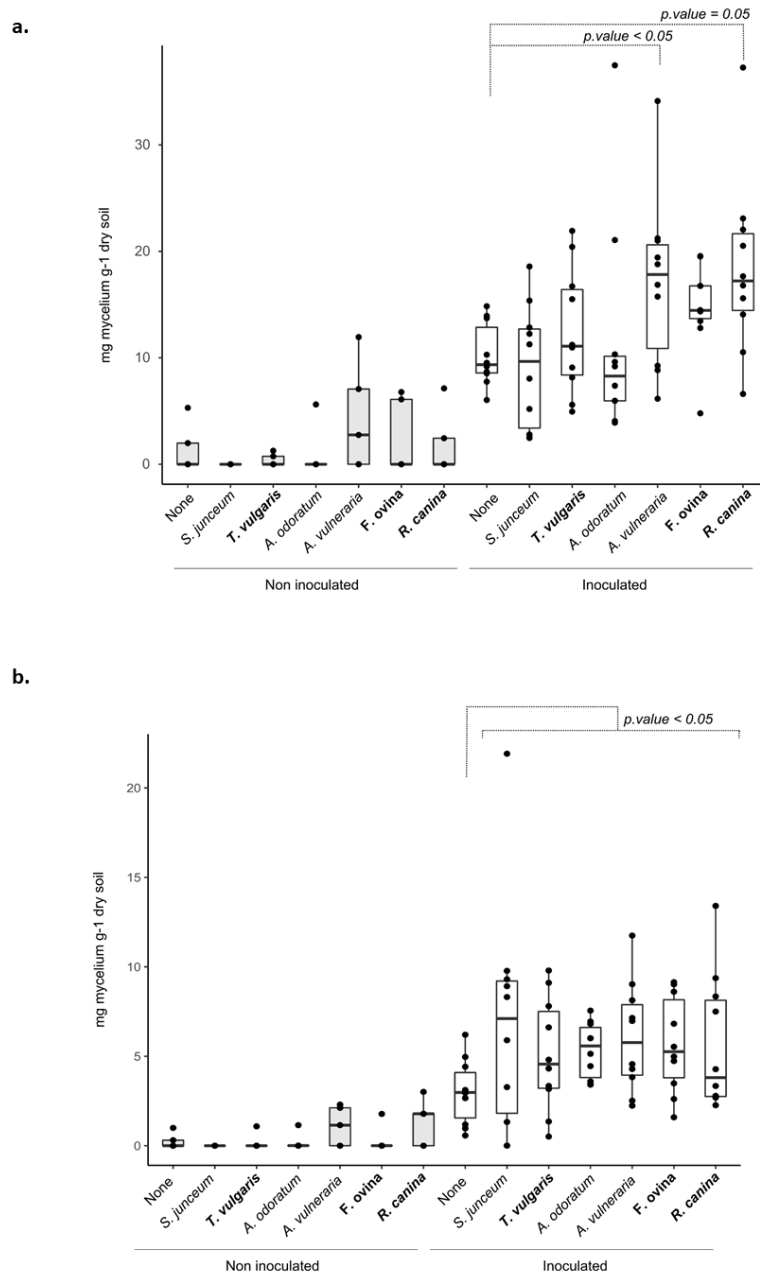 a.
p.value = 0.05
p.value < 0.05
mg mycelium g-1 dry soil
30
20
10
0
None
S. junceum
T. vulgaris
A. odoratum
A. vulneraria
F. ovina
R. canina
None
S. junceum
T. vulgaris
A. odoratum
A. vulneraria
F. ovina
R. canina
Non inoculated
Inoculated
b.
p.value < 0.05
mg mycelium g-1 dry soil
20
15
10
5
0
None
S. junceum
T. vulgaris
A. odoratum
A. vulneraria
F. ovina
R. canina
None
S. junceum
T. vulgaris
A. odoratum
A. vulneraria
F. ovina
R. canina
Non inoculated
Inoculated